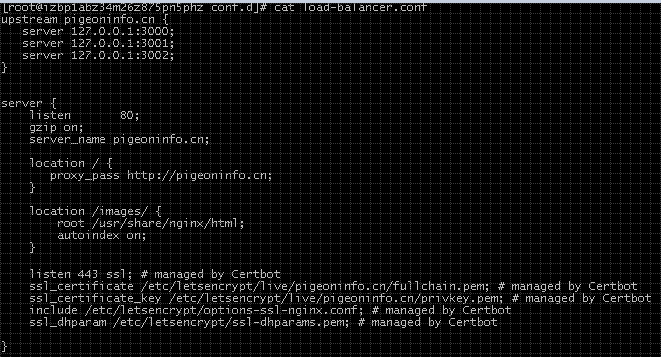 [root@izbp1abz34m26z875pn5phz conf.d]# cat load-balancer.conf
upstream pigeoninfo.cn {
server 127.0.0.1:3000;
server 127.0.0.1:3001;
server 127.0.0.1:3002;
}
server {
listen 80;
gzip on;
server_name pigeoninfo.cn;
location / {
proxy_pass http://pigeoninfo.cn;
}
location /images/ {
root /usr/share/nginx/html;
autoindex on;
}
listen 443 ssl; # managed by Certbot
ssl_certificate /etc/letsencrypt/live/pigeoninfo.cn/fullchain.pem; # managed by Certbot
ssl_certificate_key /etc/letsencrypt/live/pigeoninfo.cn/privkey.pem; # managed by Certbot
include /etc/letsencrypt/options-ssl-nginx.conf; # managed by Certbot
ssl_dhparam /etc/letsencrypt/ssl-dhparams.pem; # managed by Certbot
}